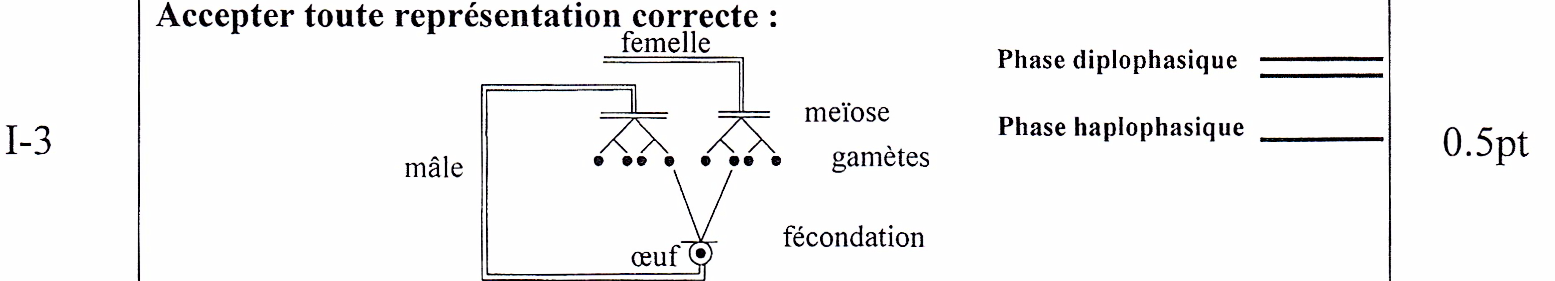 Accepter toute représentation correcte :
femelle
Phase diplophasique
meïose
Phase haplophasique
I-3
0.5pt
mâle
gamètes
fécondation
œuf